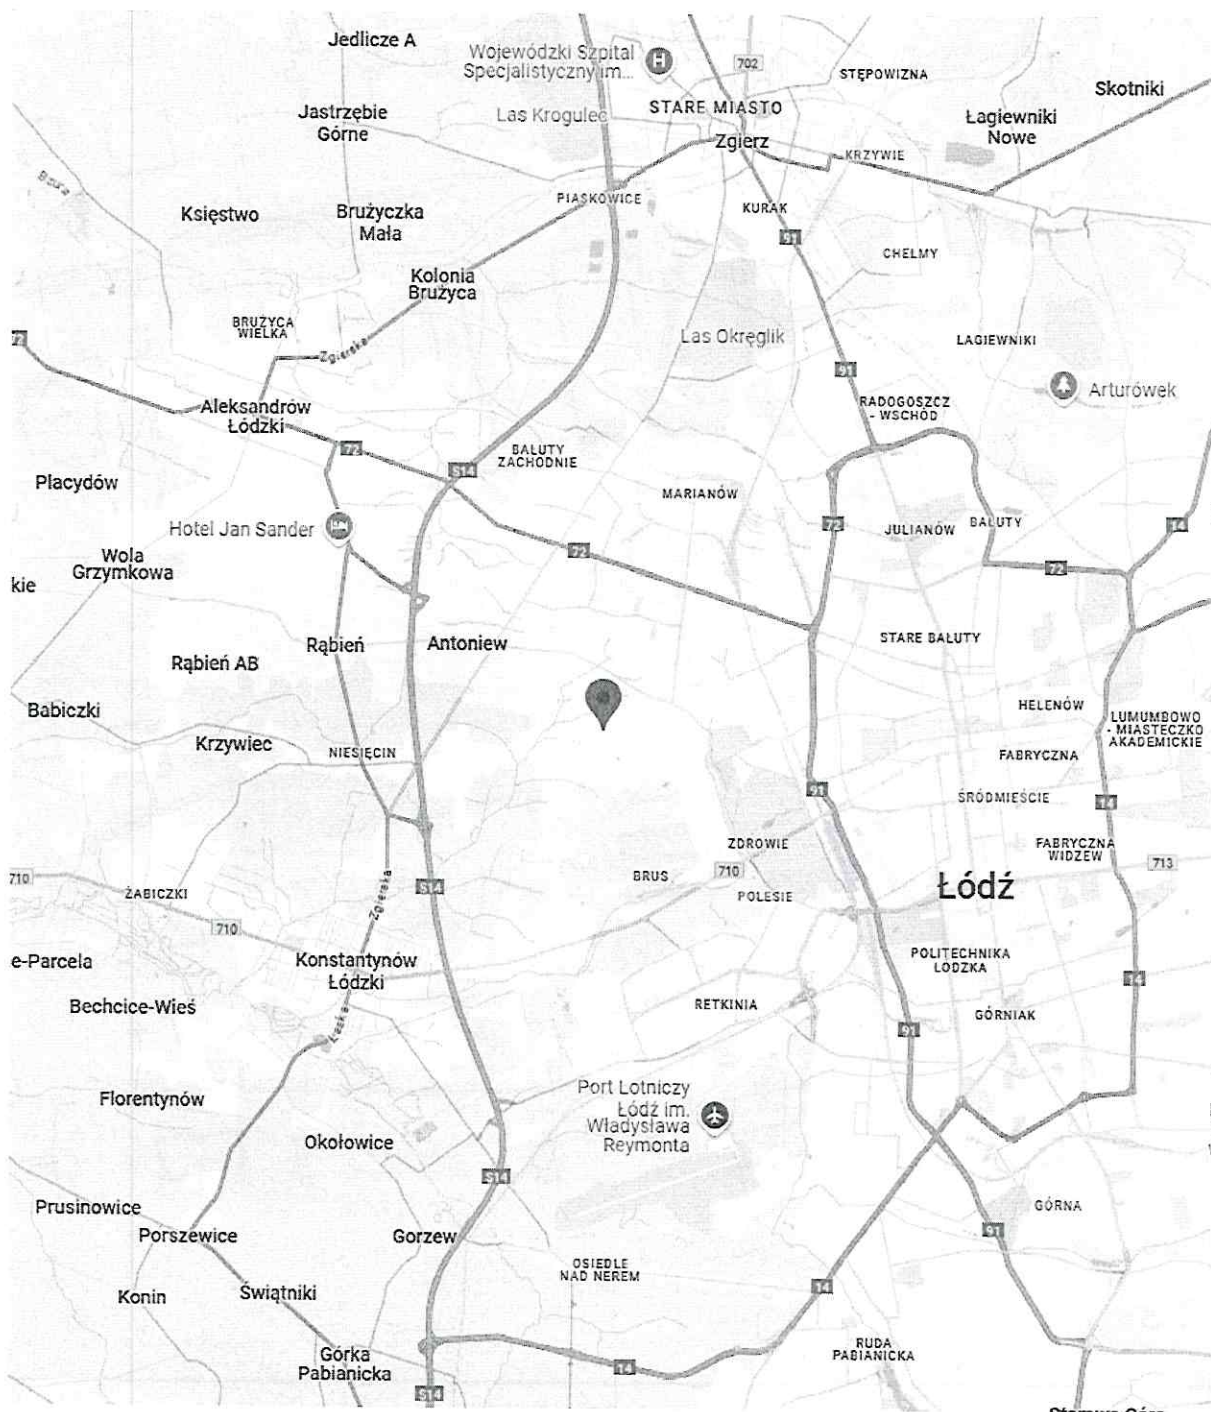 Jedlicze A
Wojewódzki Szpital
Specjalistyczny im...
702
STĘPOWIZNA
Skotniki
Jastrzębie
Górne
Las Krogulec
STARE MIASTO
Zgierz
Łagiewniki
Nowe
KRZYWIE
Bzura
Księstwo
Brużyczka
Mała
PIASKOWICE
KURAK
91
CHEŁMY
Kolonia
Brużyca
BRUŻYCA
WIELKA
Zgierska
72
Las Okręglik
ŁAGIEWNIKI
91
Arturówek
RADOGOSZCZ
- WSCHÓD
Aleksandrów
Łódzki
72
S14
BAŁUTY
ZACHODNIE
Placydów
MARIANÓW
Hotel Jan Sander
72
JULIANÓW
BAŁUTY
14
Wola
Grzymkowa
72
72
kie
Rąbień
Antoniew
STARE BAŁUTY
Rąbień AB
Babiczki
HELENÓW
LUMUMBOWO
- MIASTECZKO
AKADEMICKIE
Krzywiec
NIESIĘCIN
FABRYCZNA
91
ŚRÓDMIEŚCIE
14
ZDROWIE
FABRYCZNA
WIDZEW
710
ŻABICZKI
S14
BRUS
710
POLESIE
Łódź
713
Zgierska
710
e-Parcela
Konstantynów
Łódzki
POLITECHNIKA
ŁÓDZKA
14
Bechcice-Wieś
Łaska
RETKINIA
GÓRNIAK
91
Florentynów
Port Lotniczy
Łódź im.
Władysława
Reymonta
Okołowice
S14
Prusinowice
Porszewice
Gorzew
GÓRNA
91
OSIEDLE
NAD NEREM
Konin
Świątniki
14
Górka
Pabianicka
14
RUDA
PABIANICKA
S14